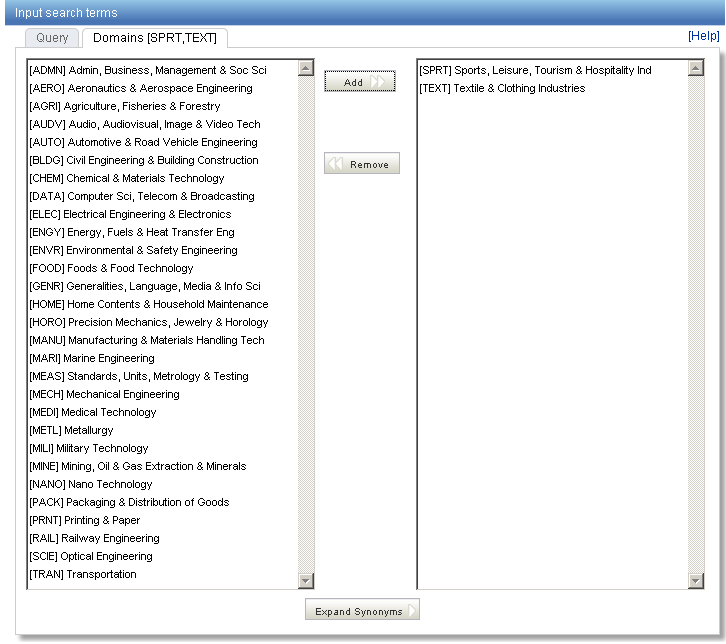 Input search terms
Query
Domains [SPRT,TEXT]
[Help]
[ADMN] Admin, Business, Management & Soc Sci
[AERO] Aeronautics & Aerospace Engineering
[AGRI] Agriculture, Fisheries & Forestry
[AUDV] Audio, Audiovisual, Image & Video Tech
[AUTO] Automotive & Road Vehicle Engineering
[BLDG] Civil Engineering & Building Construction
[CHEM] Chemical & Materials Technology
[DATA] Computer Sci, Telecom & Broadcasting
[ELEC] Electrical Engineering & Electronics
[ENGY] Energy, Fuels & Heat Transfer Eng
[ENVR] Environmental & Safety Engineering
[FOOD] Foods & Food Technology
[GENR] Generalities, Language, Media & Info Sci
[HOME] Home Contents & Household Maintenance
[HORO] Precision Mechanics, Jewelry & Horology
[MANU] Manufacturing & Materials Handling Tech
[MARI] Marine Engineering
[MEAS] Standards, Units, Metrology & Testing
[MECH] Mechanical Engineering
[MEDI] Medical Technology
[METL] Metallurgy
[MILI] Military Technology
[MINE] Mining, Oil & Gas Extraction & Minerals
[NANO] Nano Technology
[PACK] Packaging & Distribution of Goods
[PRNT] Printing & Paper
[RAIL] Railway Engineering
[SCIE] Optical Engineering
[TRAN] Transportation
Add
Remove
[SPRT] Sports, Leisure, Tourism & Hospitality Ind
[TEXT] Textile & Clothing Industries
Expand Synonyms